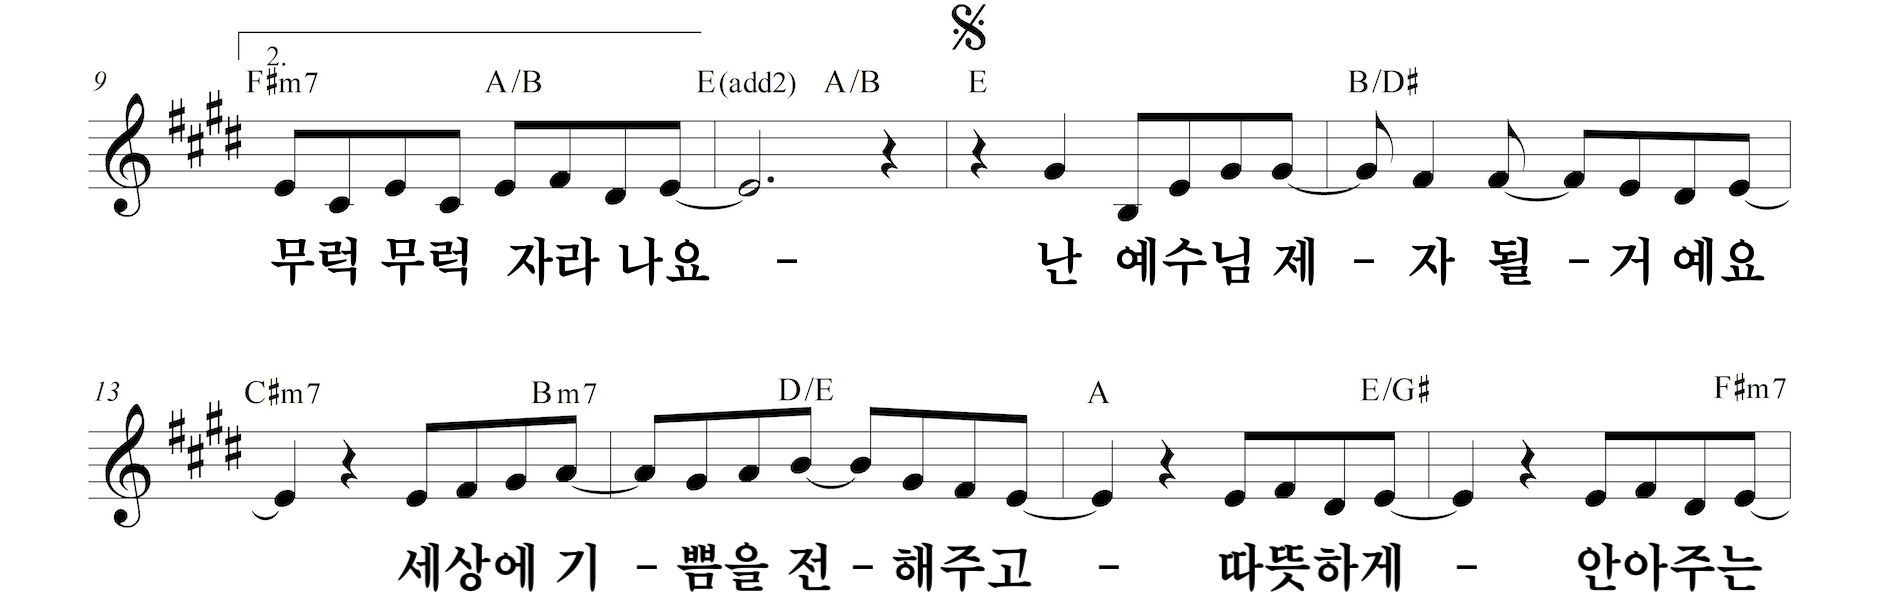 2.
9 F♯m7 A/B E(add2) A/B E B/D♯
무럭 무럭 자라 나요 - 난 예수님 제 - 자 될 - 거 예요
13 C♯m7 Bm7 D/E A E/G♯ F♯m7
세상에 기 - 쁨을 전 - 해주고 - 따뜻하게 - 안아주는